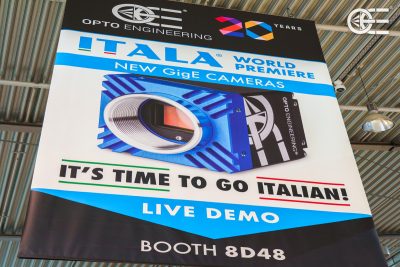 OPTO ENGINEERING
20 YEARS
ITALA® WORLD PREMIERE
NEW GigE CAMERAS
OPTO ENGINEERING
IT'S TIME TO GO ITALIAN!
LIVE DEMO
BOOTH 8D48